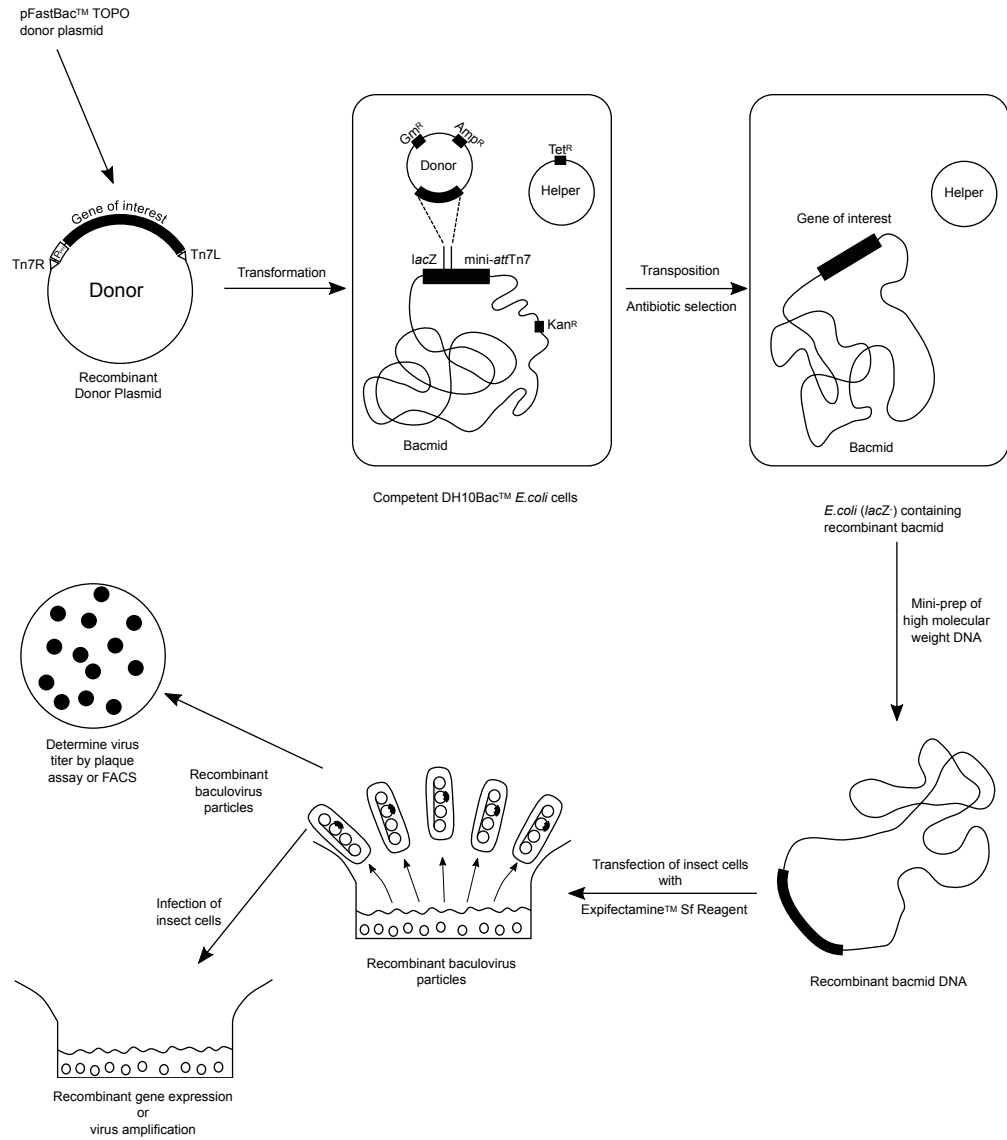 pFastBac™ TOPO
donor plasmid
Gene of interest
Tn7R
Tn7L
Donor
Recombinant
Donor Plasmid
Transformation
Gmᴿ
Ampᴿ
Donor
Tetᴿ
Helper
lacZ
mini-attTn7
Kanᴿ
Bacmid
Competent DH10Bac™ E.coli cells
Transposition
Antibiotic selection
Helper
Gene of interest
Bacmid
E.coli (lacZ⁻) containing
recombinant bacmid
Mini-prep of
high molecular
weight DNA
Recombinant bacmid DNA
Transfection of insect cells
with
Expifectamine™ Sf Reagent
Recombinant baculovirus
particles
Recombinant
baculovirus
particles
Determine virus
titer by plaque
assay or FACS
Infection of
insect cells
Recombinant gene expression
or
virus amplification